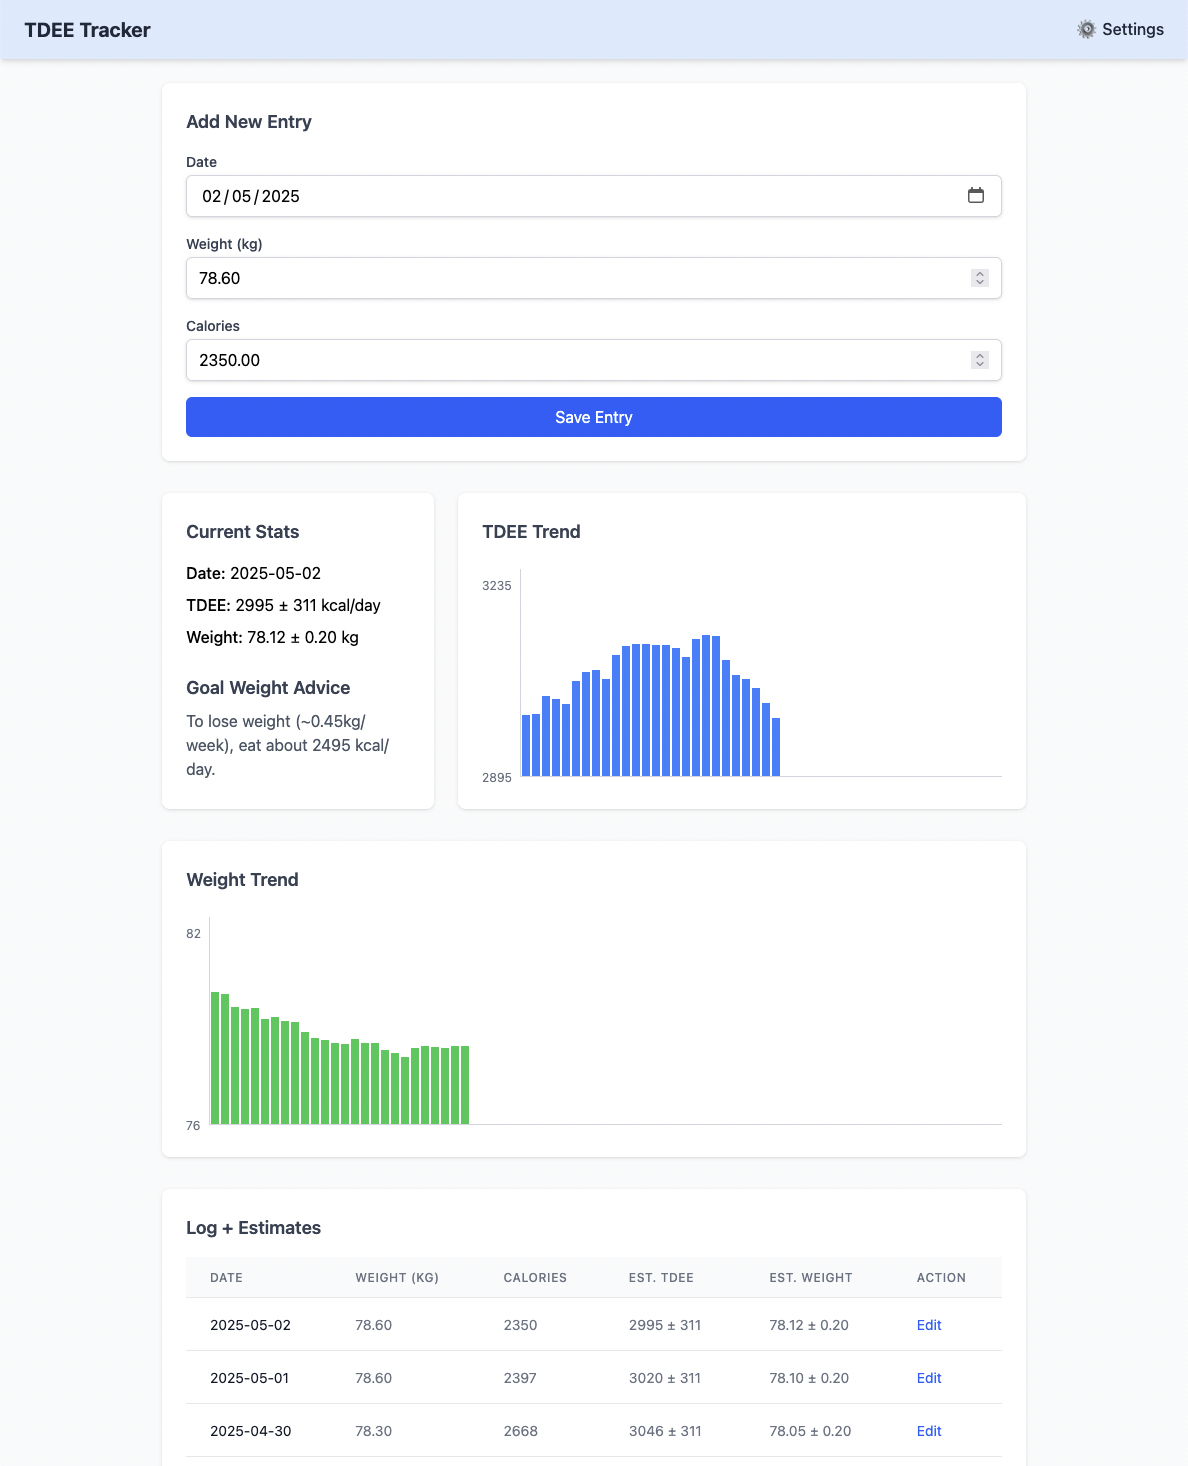 TDEE Tracker
⚙️ Settings
Add New Entry
Date
02/05/2025
Weight (kg)
78.60
Calories
2350.00
Save Entry
Current Stats
Date: 2025-05-02
TDEE: 2995 ± 311 kcal/day
Weight: 78.12 ± 0.20 kg
Goal Weight Advice
To lose weight (~0.45kg/
week), eat about 2495 kcal/
day.
TDEE Trend
3235
2895
Weight Trend
82
76
Log + Estimates
DATE WEIGHT (KG) CALORIES EST. TDEE EST. WEIGHT ACTION
2025-05-02 78.60 2350 2995 ± 311 78.12 ± 0.20 Edit
2025-05-01 78.60 2397 3020 ± 311 78.10 ± 0.20 Edit
2025-04-30 78.30 2668 3046 ± 311 78.05 ± 0.20 Edit